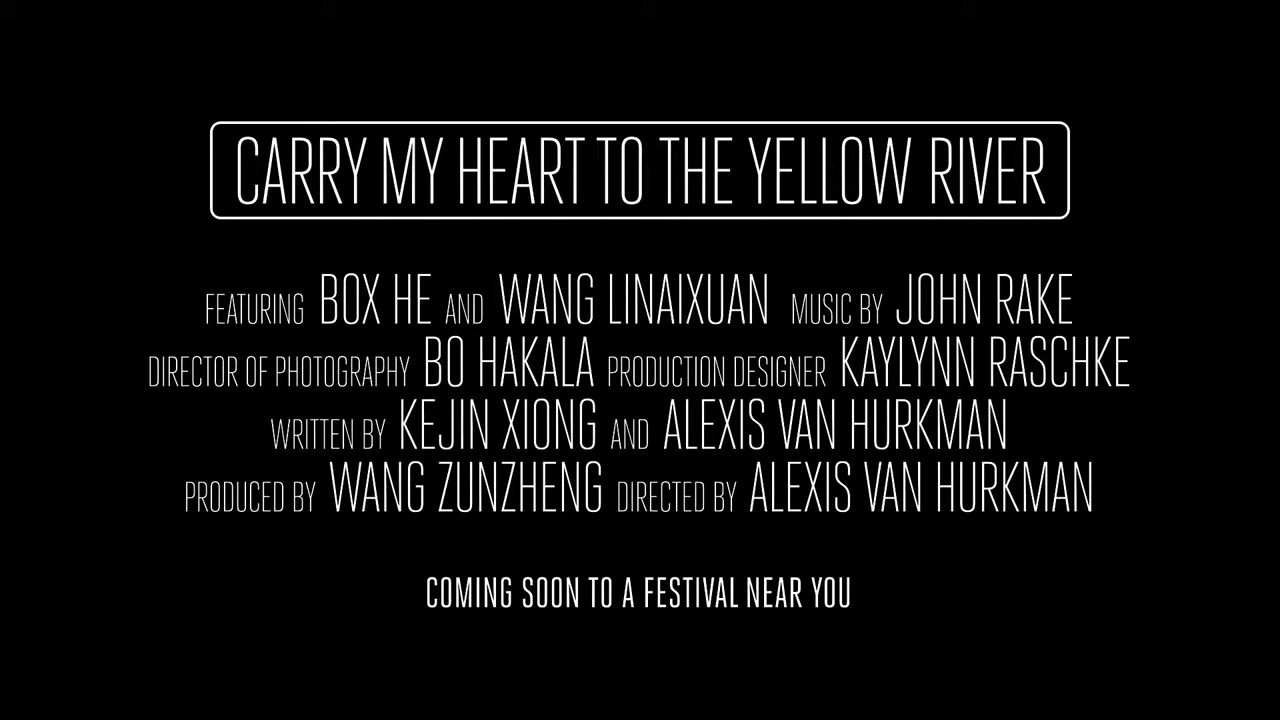 CARRY MY HEART TO THE YELLOW RIVER
FEATURING BOX HE AND WANG LINAIXUAN MUSIC BY JOHN RAKE
DIRECTOR OF PHOTOGRAPHY BO HAKALA PRODUCTION DESIGNER KAYLYNN RASCHKE
WRITTEN BY KEJIN XIONG AND ALEXIS VAN HURKMAN
PRODUCED BY WANG ZUNZHENG DIRECTED BY ALEXIS VAN HURKMAN
COMING SOON TO A FESTIVAL NEAR YOU